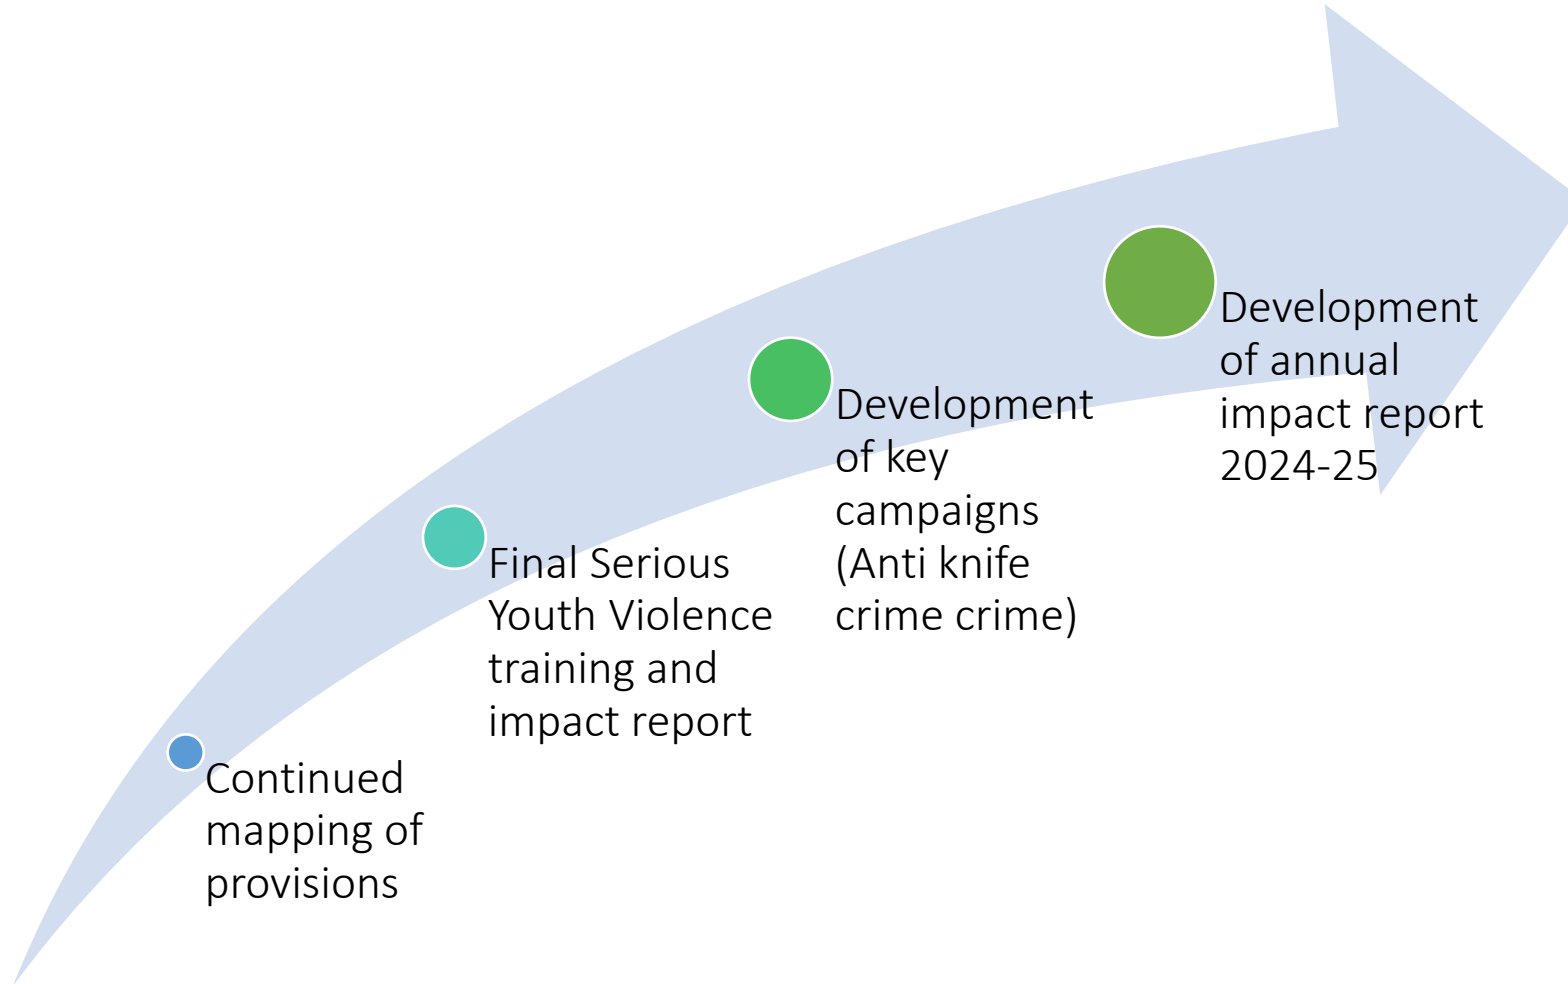 Continued
mapping of
provisions
Final Serious
Youth Violence
training and
impact report
Development
of key
campaigns
(Anti knife
crime crime)
Development
of annual
impact report
2024-25